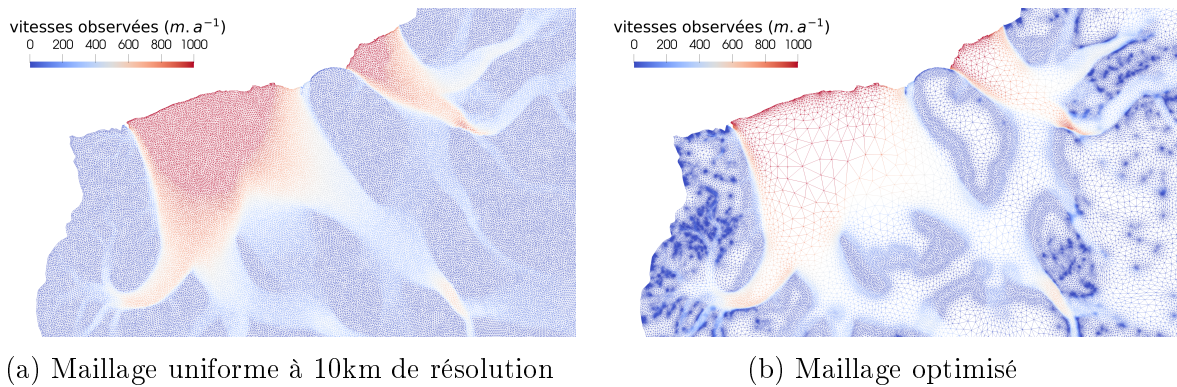 vitesses observées (m.a⁻¹)
0 200 400 600 800 1000
vitesses observées (m.a⁻¹)
0 200 400 600 800 1000
(a) Maillage uniforme à 10km de résolution
(b) Maillage optimisé